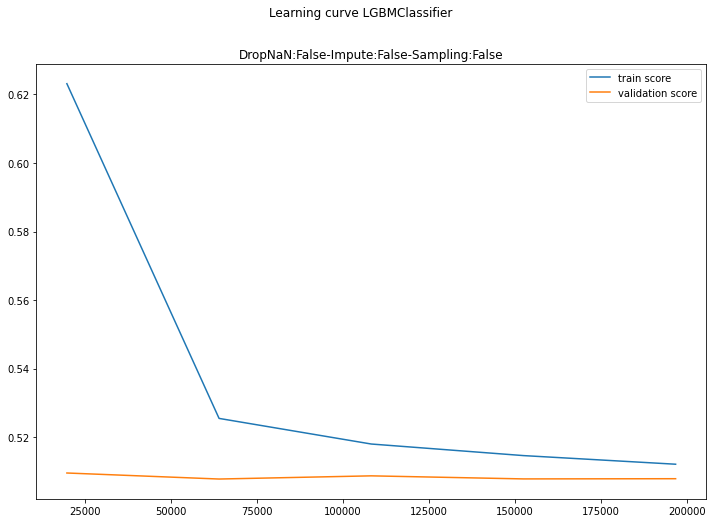 Learning curve LGBMClassifier
DropNaN:False-Impute:False-Sampling:False
train score
validation score
0.62
0.60
0.58
0.56
0.54
0.52
25000 50000 75000 100000 125000 150000 175000 200000